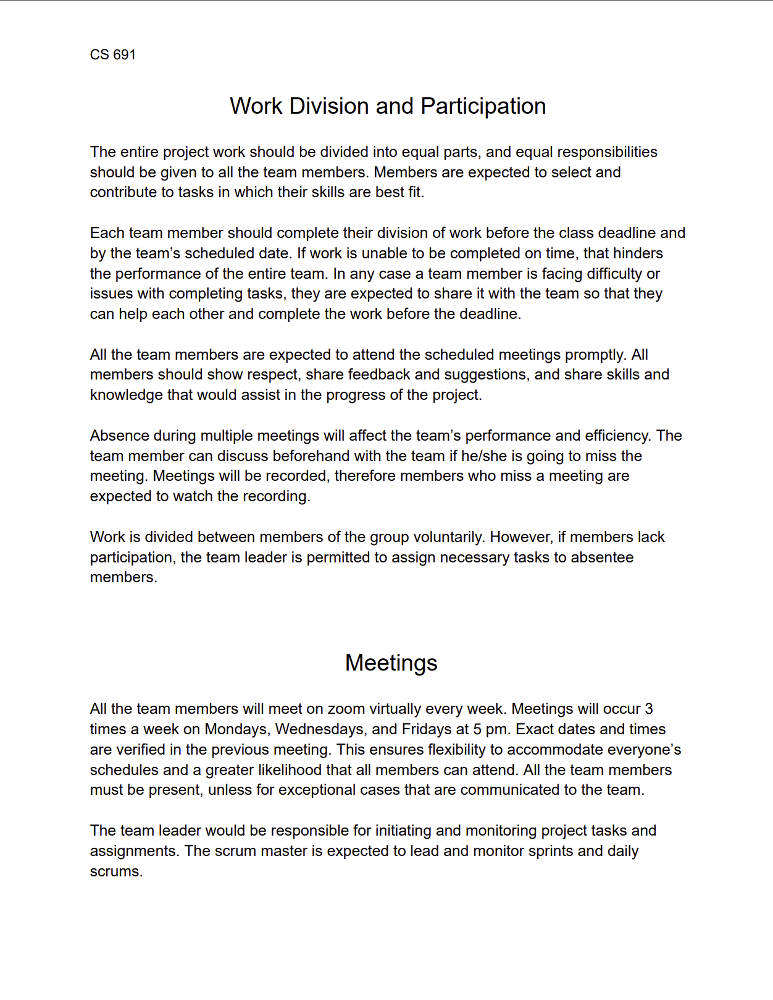 CS 691
Work Division and Participation
The entire project work should be divided into equal parts, and equal responsibilities
should be given to all the team members. Members are expected to select and
contribute to tasks in which their skills are best fit.
Each team member should complete their division of work before the class deadline and
by the team’s scheduled date. If work is unable to be completed on time, that hinders
the performance of the entire team. In any case a team member is facing difficulty or
issues with completing tasks, they are expected to share it with the team so that they
can help each other and complete the work before the deadline.
All the team members are expected to attend the scheduled meetings promptly. All
members should show respect, share feedback and suggestions, and share skills and
knowledge that would assist in the progress of the project.
Absence during multiple meetings will affect the team’s performance and efficiency. The
team member can discuss beforehand with the team if he/she is going to miss the
meeting. Meetings will be recorded, therefore members who miss a meeting are
expected to watch the recording.
Work is divided between members of the group voluntarily. However, if members lack
participation, the team leader is permitted to assign necessary tasks to absentee
members.
Meetings
All the team members will meet on zoom virtually every week. Meetings will occur 3
times a week on Mondays, Wednesdays, and Fridays at 5 pm. Exact dates and times
are verified in the previous meeting. This ensures flexibility to accommodate everyone’s
schedules and a greater likelihood that all members can attend. All the team members
must be present, unless for exceptional cases that are communicated to the team.
The team leader would be responsible for initiating and monitoring project tasks and
assignments. The scrum master is expected to lead and monitor sprints and daily
scrums.